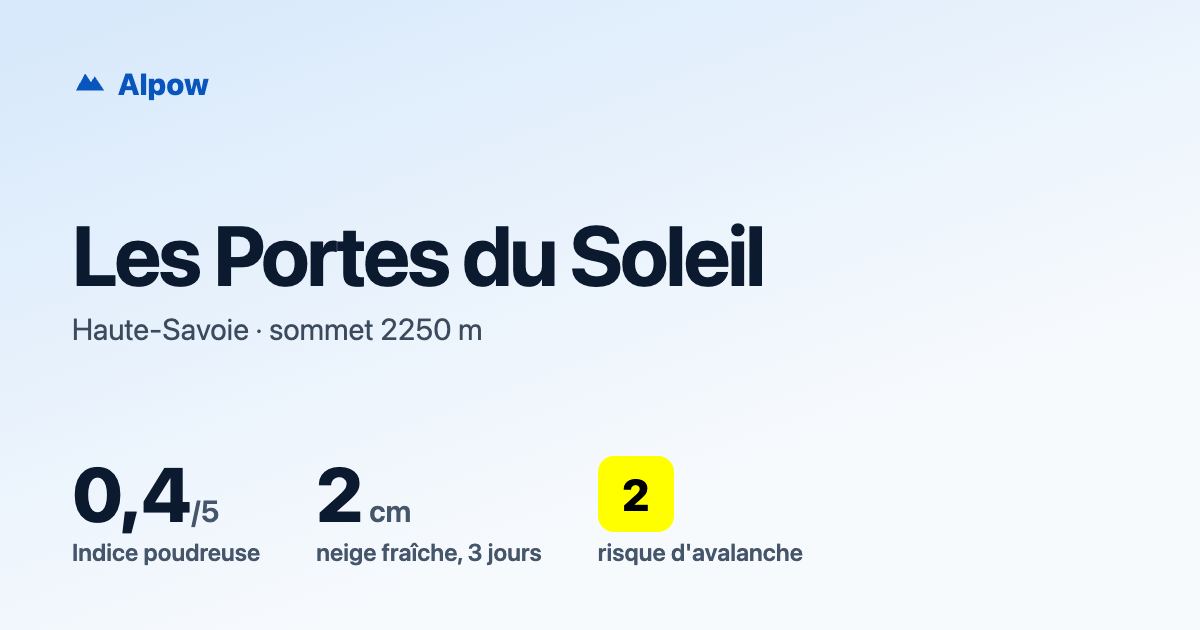 Alpow
Les Portes du Soleil
Haute-Savoie · sommet 2250 m
0,4/5
Indice poudreuse
2 cm
neige fraîche, 3 jours
2
risque d'avalanche